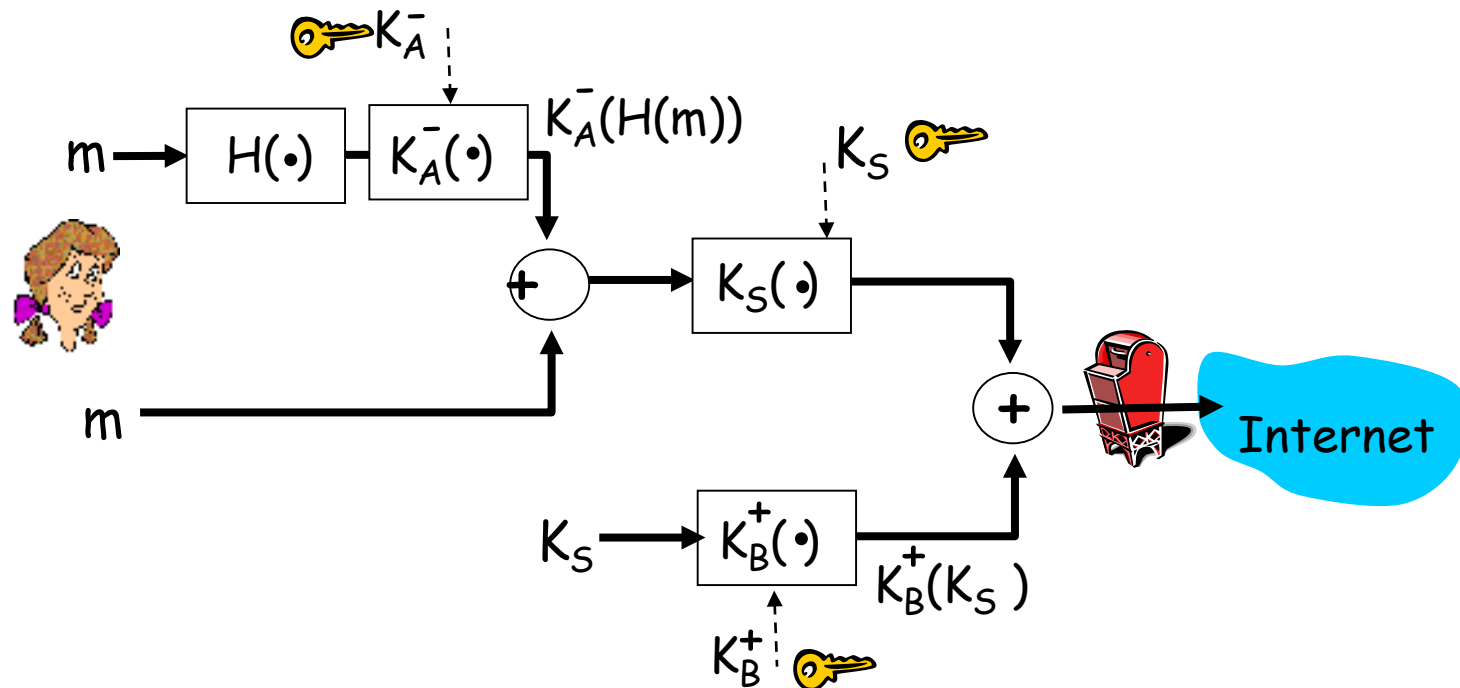 K_A^-
m H(•) K_A^-(•) K_A^-(H(m))
K_S
+ K_S(•)
m
+ Internet
K_S K_B^+(•) K_B^+(K_S )
K_B^+